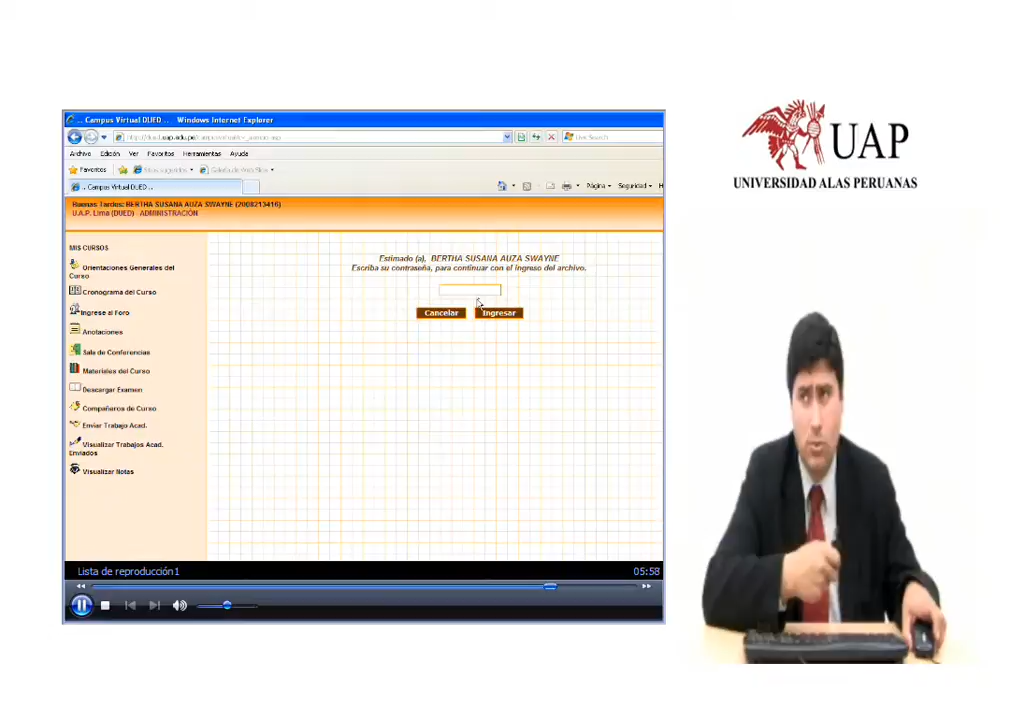 .. Campus Virtual DUED .. Windows Internet Explorer
Archivo Edición Ver Favoritos Herramientas Ayuda
Favoritos
.. Campus Virtual DUED ..
Página Seguridad
Buenas Tardes: BERTHA SUSANA AUZA SWAYNE (2008213416)
U.A.P. Lima (DUED) ADMINISTRACIÓN
MIS CURSOS
Orientaciones Generales del
Curso
Cronograma del Curso
Ingrese al Foro
Anotaciones
Sala de Conferencias
Materiales del Curso
Descargar Examen
Compañeros de Curso
Enviar Trabajo Acad.
Visualizar Trabajos Acad.
Enviados
Visualizar Notas
Estimado (a), BERTHA SUSANA AUZA SWAYNE
Escriba su contraseña, para continuar con el ingreso del archivo.
Cancelar Ingresar
Lista de reproducción1 05:58
UAP
UNIVERSIDAD ALAS PERUANAS